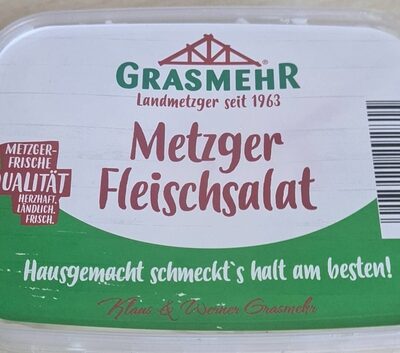 GRASMEHR
Landmetzger seit 1963
Metzger
Fleischsalat
METZGER-
FRISCHE
QUALITÄT
HERZHAFT.
LÄNDLICH.
FRISCH.
Hausgemacht schmeckt`s halt am besten!
Klaus & Werner Grasmehr